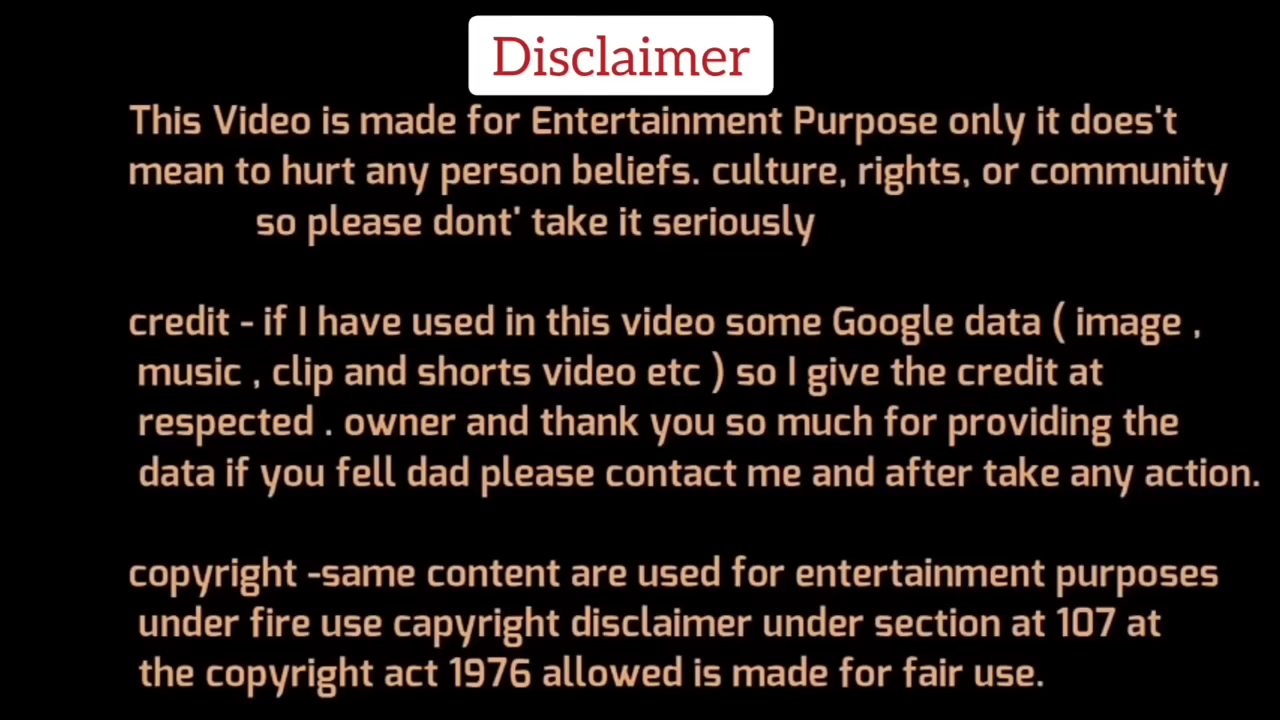 Disclaimer
This Video is made for Entertainment Purpose only it does't
mean to hurt any person beliefs. culture, rights, or community
so please dont' take it seriously
credit - if I have used in this video some Google data ( image ,
music , clip and shorts video etc ) so I give the credit at
respected . owner and thank you so much for providing the
data if you fell dad please contact me and after take any action.
copyright -same content are used for entertainment purposes
under fire use capyright disclaimer under section at 107 at
the copyright act 1976 allowed is made for fair use.